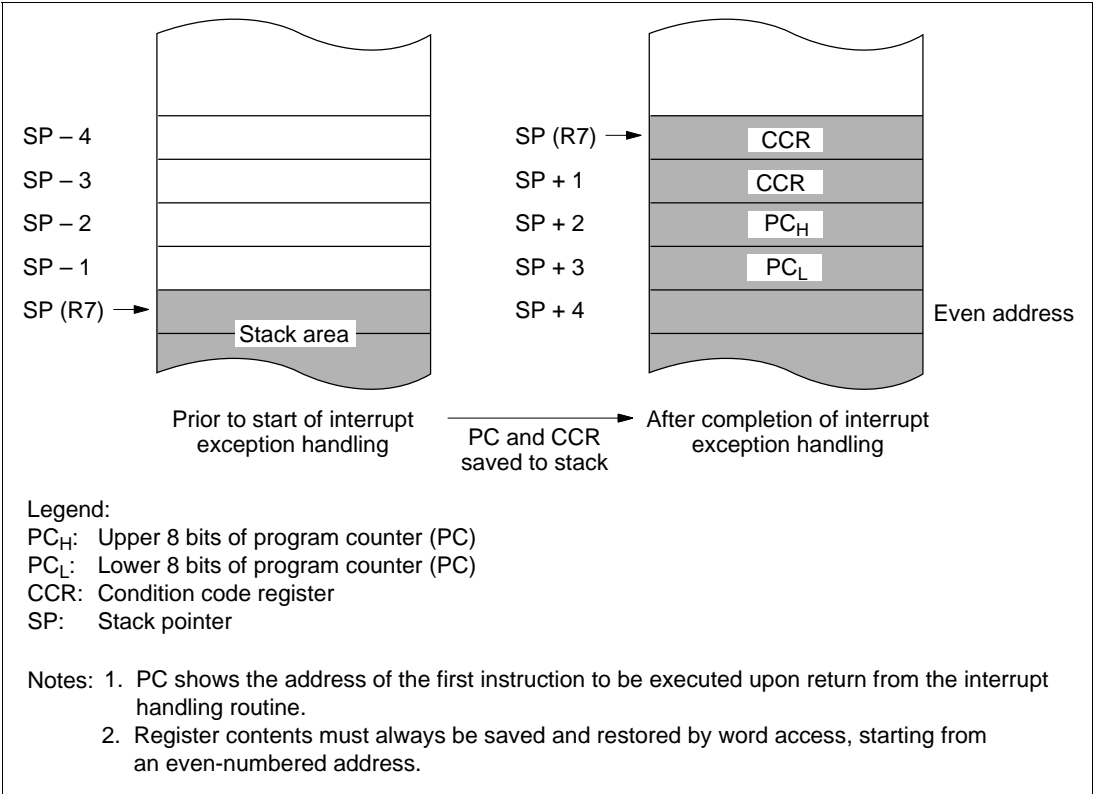 SP – 4
SP – 3
SP – 2
SP – 1
SP (R7)
Stack area
SP (R7)
CCR
SP + 1
CCR
SP + 2
PCH
SP + 3
PCL
SP + 4
Even address
Prior to start of interrupt
exception handling
PC and CCR
saved to stack
After completion of interrupt
exception handling
Legend:
PCH: Upper 8 bits of program counter (PC)
PCL: Lower 8 bits of program counter (PC)
CCR: Condition code register
SP: Stack pointer
Notes: 1. PC shows the address of the first instruction to be executed upon return from the interrupt
handling routine.
2. Register contents must always be saved and restored by word access, starting from
an even-numbered address.